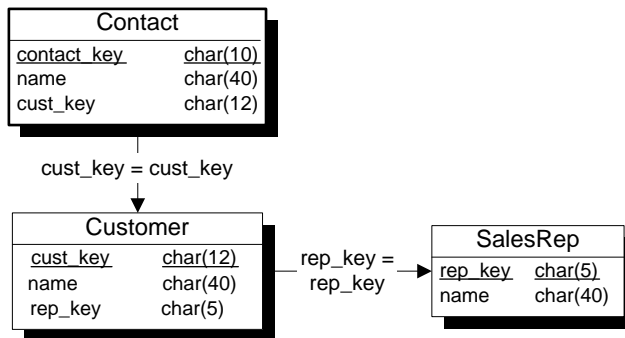 Contact
contact_key char(10)
name char(40)
cust_key char(12)
cust_key = cust_key
Customer
cust_key char(12)
name char(40)
rep_key char(5)
rep_key =
rep_key
SalesRep
rep_key char(5)
name char(40)